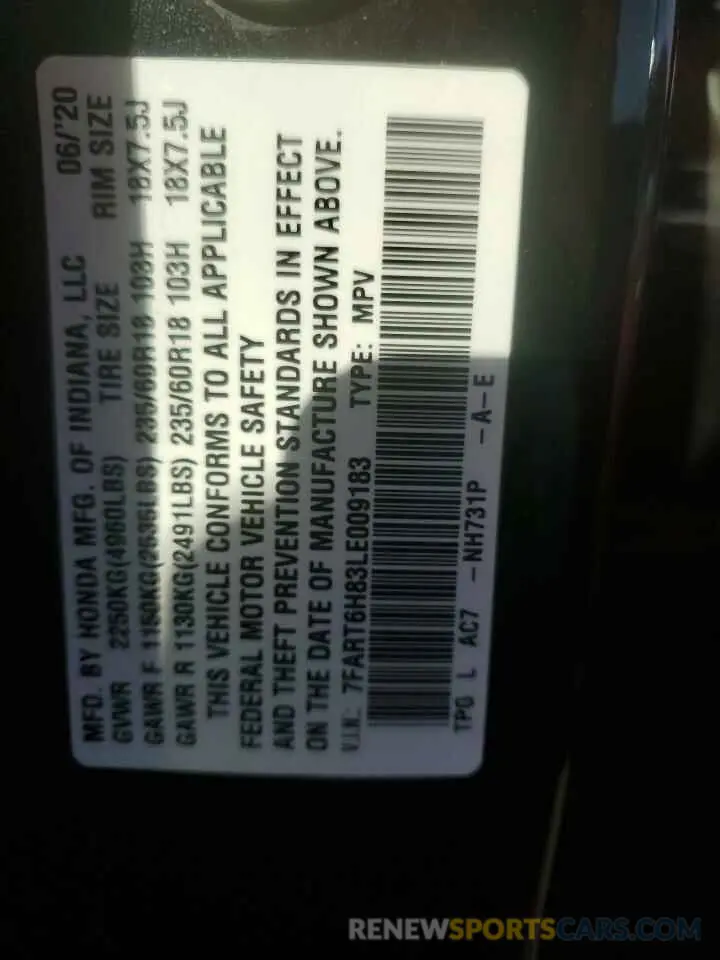 MFD. BY HONDA MFG. OF INDIANA, LLC 06/'20
GVWR 2250KG(4960LBS) TIRE SIZE RIM SIZE
GAWR F 1150KG(2536LBS) 235/60R18 103H 18X7.5J
GAWR R 1130KG(2491LBS) 235/60R18 103H 18X7.5J
THIS VEHICLE CONFORMS TO ALL APPLICABLE
FEDERAL MOTOR VEHICLE SAFETY
AND THEFT PREVENTION STANDARDS IN EFFECT
ON THE DATE OF MANUFACTURE SHOWN ABOVE.
V.I.N.: 7FART6H83LE009183 TYPE: MPV
TPG L AC7 -NH731P -A-E
RENEWSPORTSCARS.COM